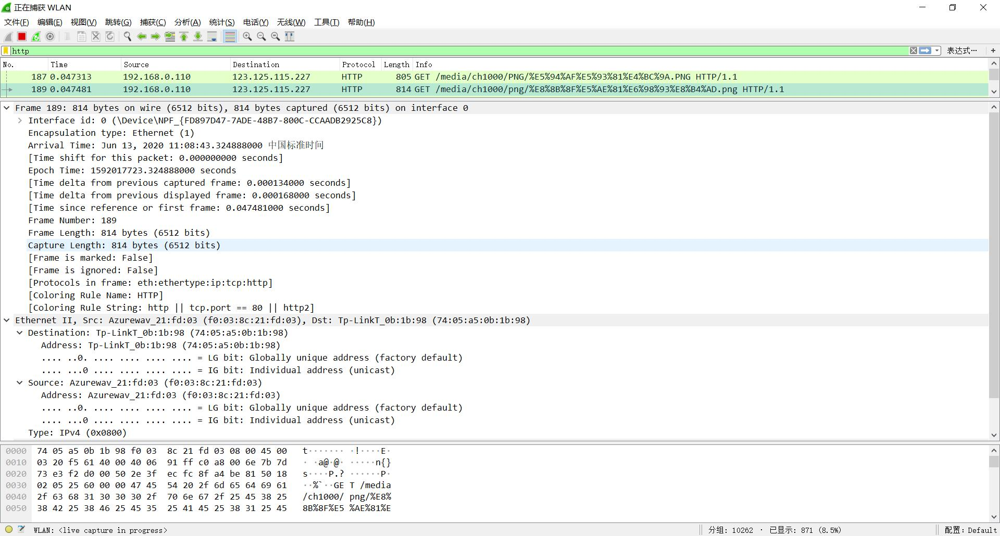 正在捕获 WLAN
文件(F) 编辑(E) 视图(V) 跳转(G) 捕获(C) 分析(A) 统计(S) 电话(Y) 无线(W) 工具(T) 帮助(H)
http 表达式… +
No. Time Source Destination Protocol Length Info
187 0.047313 192.168.0.110 123.125.115.227 HTTP 805 GET /media/ch1000/PNG/%E5%94%AF%E5%93%81%E4%BC%9A.PNG HTTP/1.1
189 0.047481 192.168.0.110 123.125.115.227 HTTP 814 GET /media/ch1000/png/%E8%8B%8F%E5%AE%81%E6%98%93%E8%B4%AD.png HTTP/1.1
Frame 189: 814 bytes on wire (6512 bits), 814 bytes captured (6512 bits) on interface 0
Interface id: 0 (\Device\NPF_{FD897D47-7ADE-48B7-800C-CCAADB2925C8})
Encapsulation type: Ethernet (1)
Arrival Time: Jun 13, 2020 11:08:43.324888000 中国标准时间
[Time shift for this packet: 0.000000000 seconds]
Epoch Time: 1592017723.324888000 seconds
[Time delta from previous captured frame: 0.000134000 seconds]
[Time delta from previous displayed frame: 0.000168000 seconds]
[Time since reference or first frame: 0.047481000 seconds]
Frame Number: 189
Frame Length: 814 bytes (6512 bits)
Capture Length: 814 bytes (6512 bits)
[Frame is marked: False]
[Frame is ignored: False]
[Protocols in frame: eth:ethertype:ip:tcp:http]
[Coloring Rule Name: HTTP]
[Coloring Rule String: http || tcp.port == 80 || http2]
Ethernet II, Src: Azurewav_21:fd:03 (f0:03:8c:21:fd:03), Dst: Tp-LinkT_0b:1b:98 (74:05:a5:0b:1b:98)
Destination: Tp-LinkT_0b:1b:98 (74:05:a5:0b:1b:98)
Address: Tp-LinkT_0b:1b:98 (74:05:a5:0b:1b:98)
.... ..0. .... .... .... .... = LG bit: Globally unique address (factory default)
.... ...0 .... .... .... .... = IG bit: Individual address (unicast)
Source: Azurewav_21:fd:03 (f0:03:8c:21:fd:03)
Address: Azurewav_21:fd:03 (f0:03:8c:21:fd:03)
.... ..0. .... .... .... .... = LG bit: Globally unique address (factory default)
.... ...0 .... .... .... .... = IG bit: Individual address (unicast)
Type: IPv4 (0x0800)
0000 74 05 a5 0b 1b 98 f0 03 8c 21 fd 03 08 00 45 00 t······· ·!····E·
0010 03 20 f5 61 40 00 40 06 91 ff c0 a8 00 6e 7b 7d · ·a@·@· ·····n{}
0020 73 e3 f2 d0 00 50 2e 3f ec fc 8f a4 be 81 50 18 s····P.? ······P·
0030 02 05 25 60 00 00 47 45 54 20 2f 6d 65 64 69 61 ··%`··GE T /media
0040 2f 63 68 31 30 30 30 2f 70 6e 67 2f 25 45 38 25 /ch1000/ png/%E8%
0050 38 42 25 38 46 25 45 35 25 41 45 25 38 31 25 45 8B%8F%E5 %AE%81%E
WLAN: <live capture in progress> 分组: 10262 · 已显示: 871 (8.5%) 配置: Default